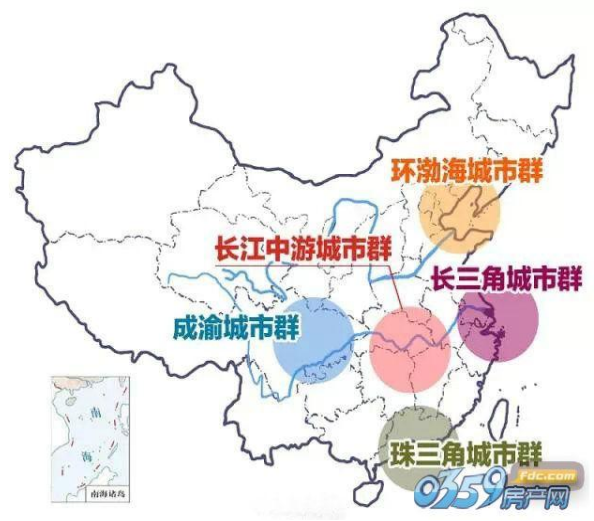 环渤海城市群
长江中游城市群
长三角城市群
成渝城市群
南
海
南海诸岛
珠三角城市群
fdc.com
0359房产网